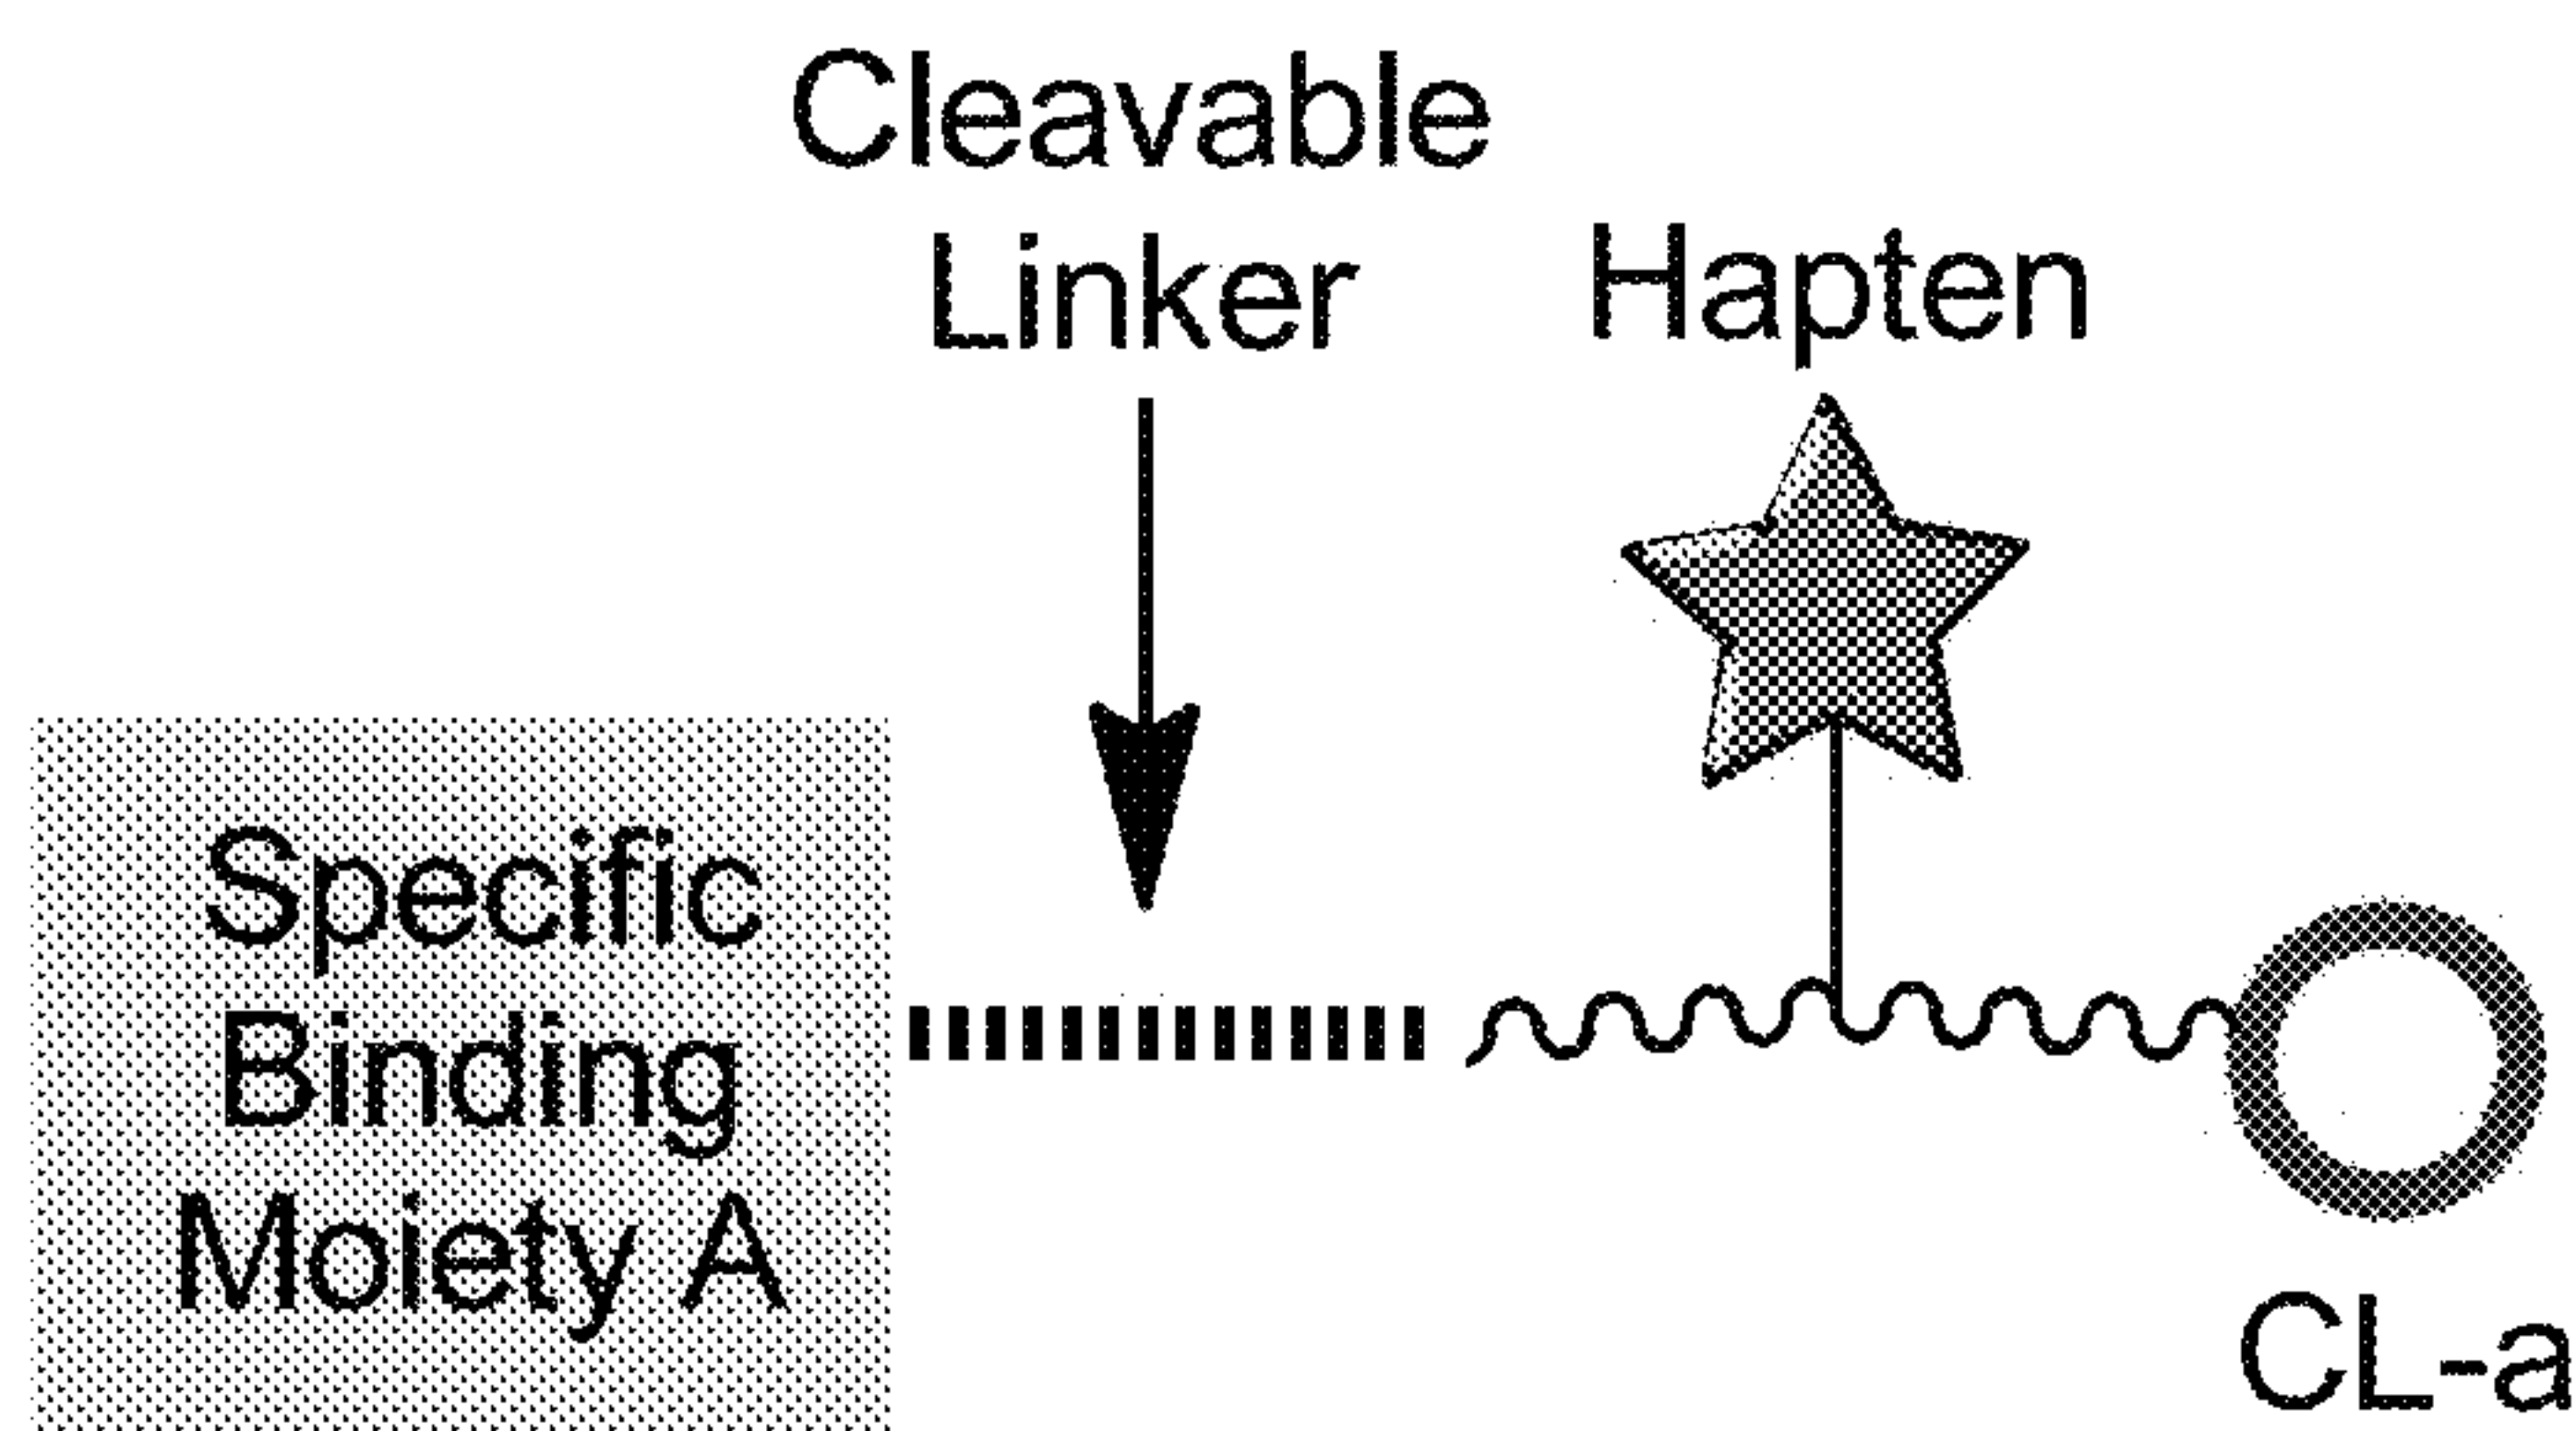 Cleavable
Linker
Hapten
Specific
Binding
Moiety A
CL-a